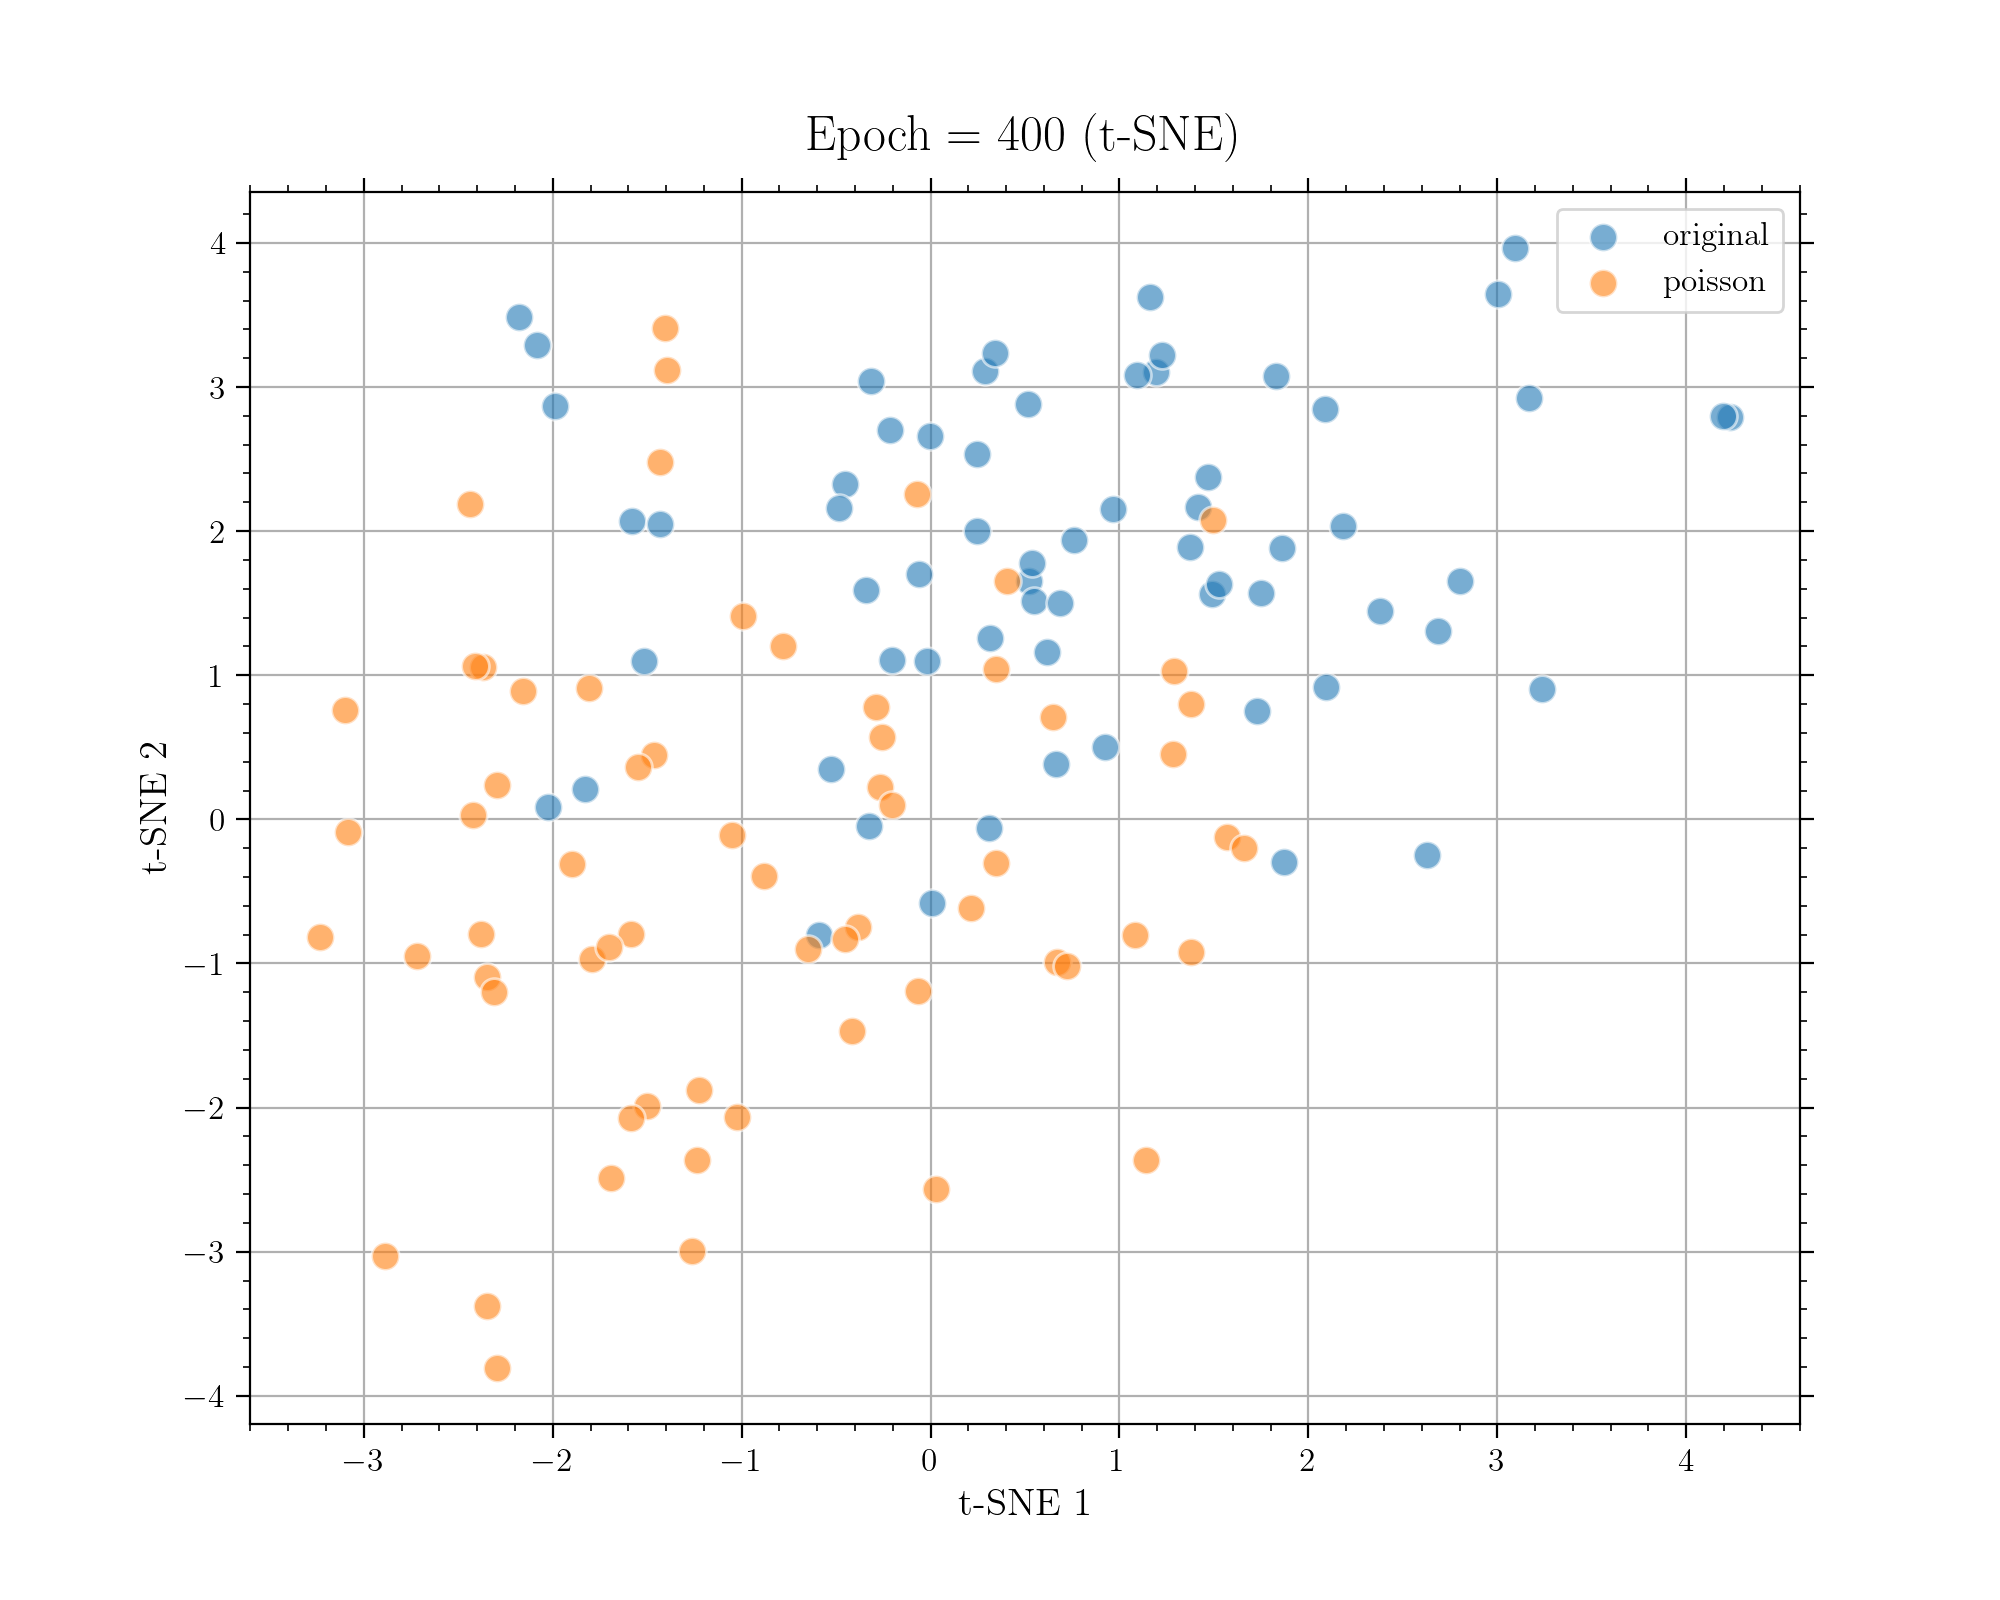 Epoch = 400 (t-SNE)
original
poisson
4
3
2
1
0
−1
−2
−3
−4
t-SNE 2
−3 −2 −1 0 1 2 3 4
t-SNE 1